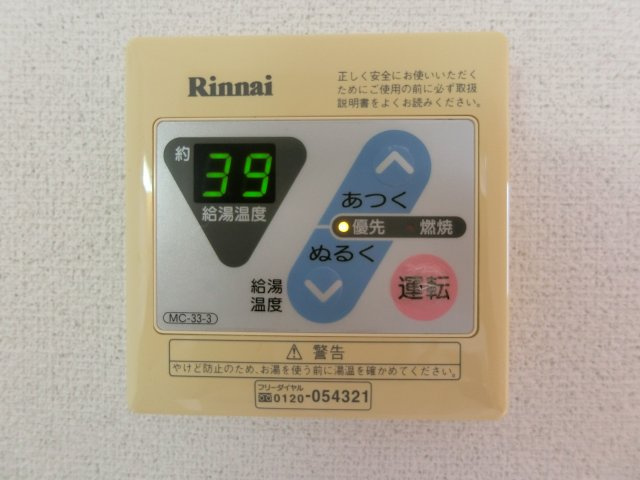 Rinnai
正しく安全にお使いいただく
ためにご使用の前に必ず取扱
説明書をよくお読みください。
約
39
給湯温度
あつく
優先 燃焼
ぬるく
給湯
温度
運転
MC-33-3
⚠ 警告
やけど防止のため、お湯を使う前に湯温を確かめてください。
フリーダイヤル
0120-054321